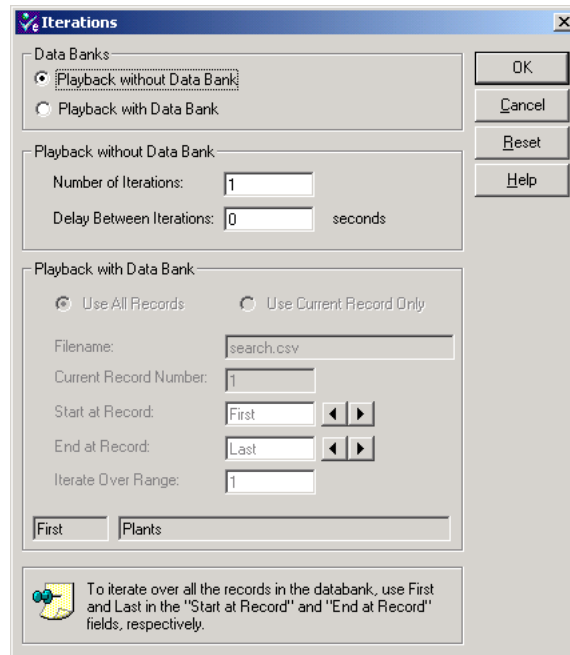 Iterations
Data Banks
Playback without Data Bank
Playback with Data Bank
OK
Cancel
Reset
Help
Playback without Data Bank
Number of Iterations: 1
Delay Between Iterations: 0 seconds
Playback with Data Bank
Use All Records Use Current Record Only
Filename: search.csv
Current Record Number: 1
Start at Record: First
End at Record: Last
Iterate Over Range: 1
First Plants
To iterate over all the records in the databank, use First
and Last in the "Start at Record" and "End at Record"
fields, respectively.